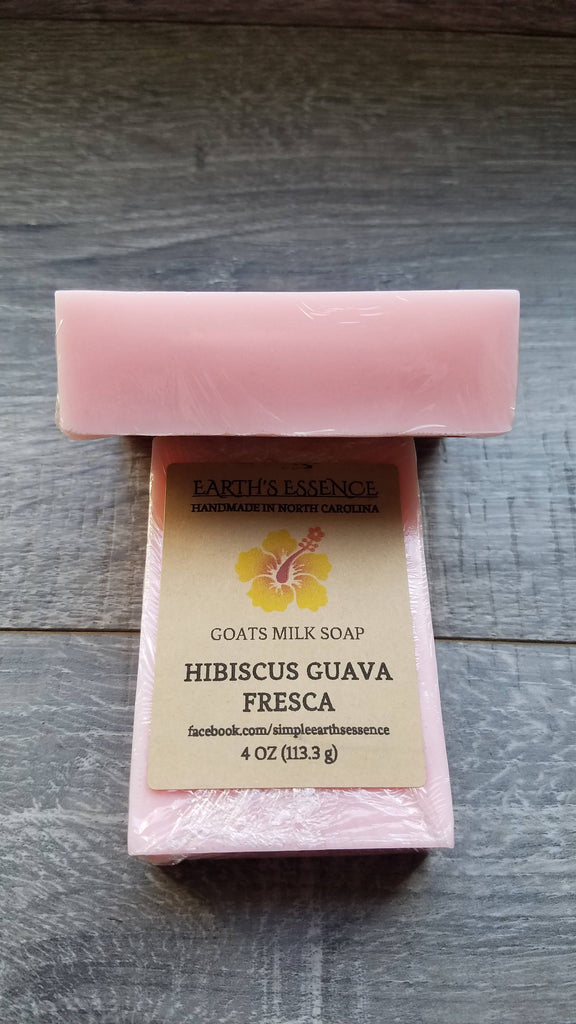 EARTH'S ESSENCE
HANDMADE IN NORTH CAROLINA
GOATS MILK SOAP
HIBISCUS GUAVA
FRESCA
facebook.com/simpleearthsessence
4 OZ (113.3 g)